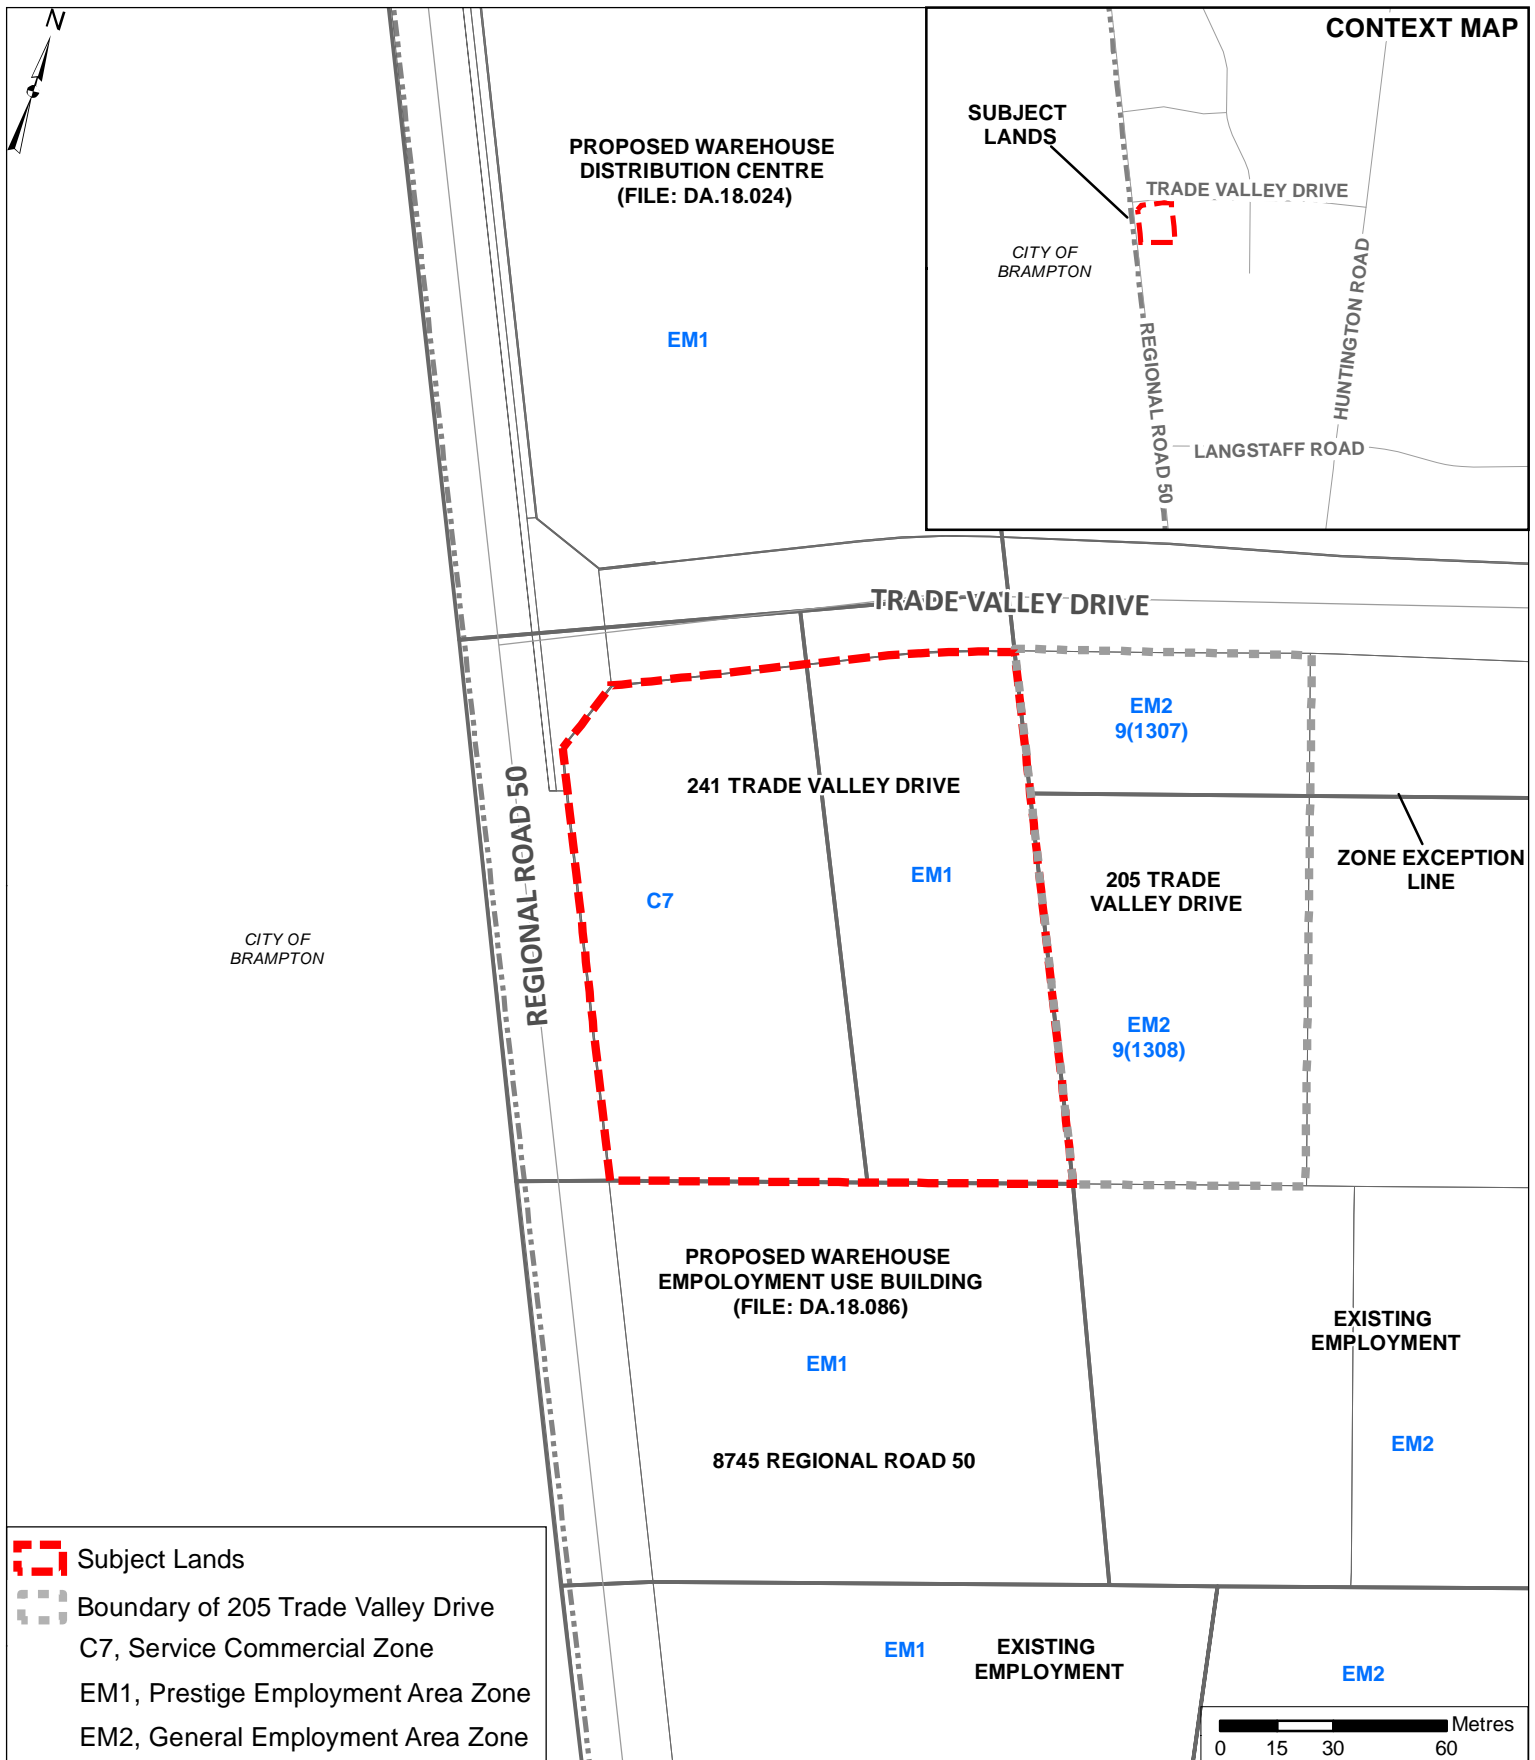 N
CONTEXT MAP
SUBJECT
LANDS
TRADE VALLEY DRIVE
CITY OF
BRAMPTON
HUNTINGTON ROAD
REGIONAL ROAD 50
LANGSTAFF ROAD
PROPOSED WAREHOUSE
DISTRIBUTION CENTRE
(FILE: DA.18.024)
EM1
TRADE VALLEY DRIVE
EM2
9(1307)
241 TRADE VALLEY DRIVE
REGIONAL ROAD 50
ZONE EXCEPTION
LINE
EM1
C7
205 TRADE
VALLEY DRIVE
CITY OF
BRAMPTON
EM2
9(1308)
PROPOSED WAREHOUSE
EMPOLOYMENT USE BUILDING
(FILE: DA.18.086)
EM1
EXISTING
EMPLOYMENT
EM2
8745 REGIONAL ROAD 50
Subject Lands
Boundary of 205 Trade Valley Drive
C7, Service Commercial Zone
EM1, Prestige Employment Area Zone
EM2, General Employment Area Zone
EM1
EXISTING
EMPLOYMENT
EM2
Metres
0 15 30 60